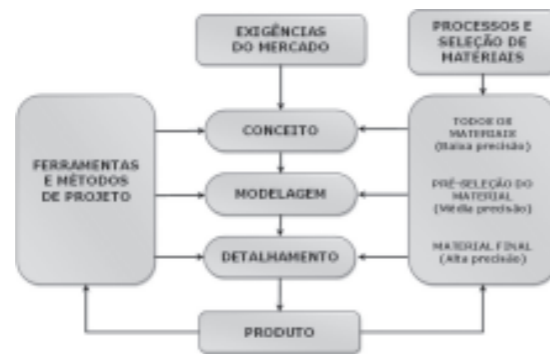 EXIGÊNCIAS
DO MERCADO
PROCESSOS E
SELEÇÃO DE
MATERIAIS
CONCEITO
TODOS OS
MATERIAIS
(Baixa precisão)
FERRAMENTAS
E MÉTODOS
DE PROJETO
MODELAGEM
PRÉ-SELEÇÃO DO
MATERIAL
(Média precisão)
DETALHAMENTO
MATERIAL FINAL
(Alta precisão)
PRODUTO